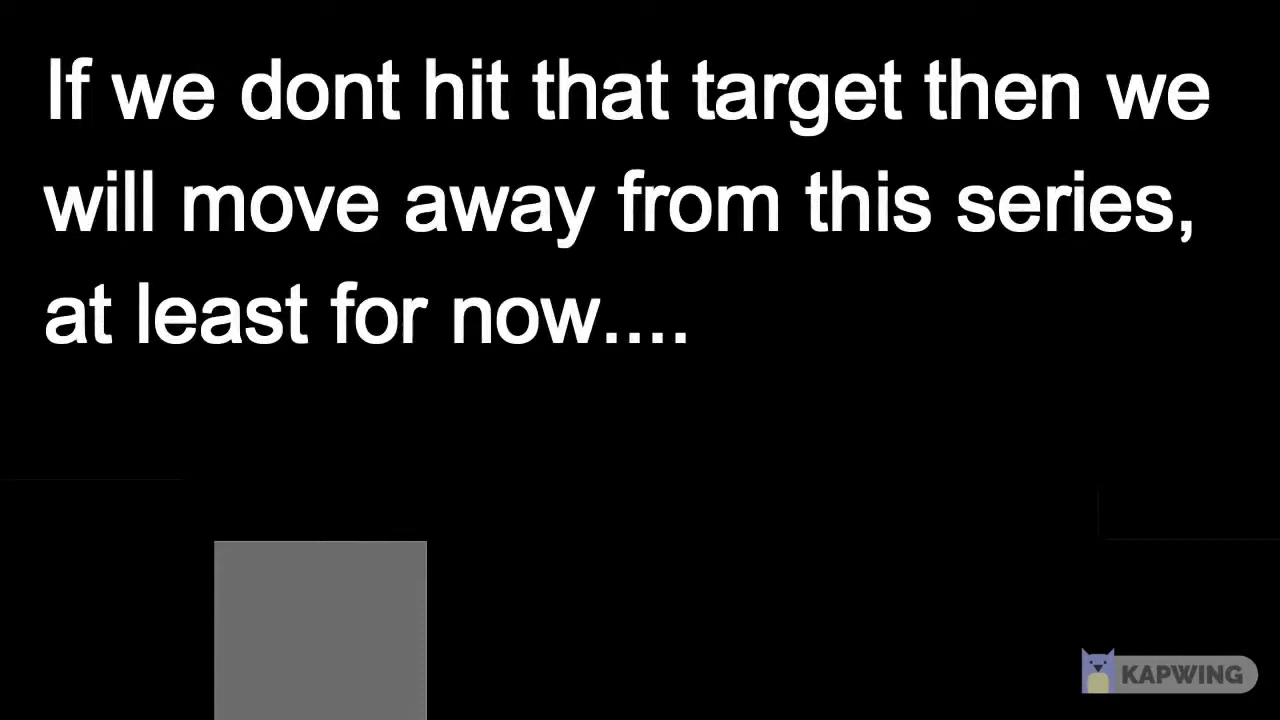 If we dont hit that target then we
will move away from this series,
at least for now....
KAPWING